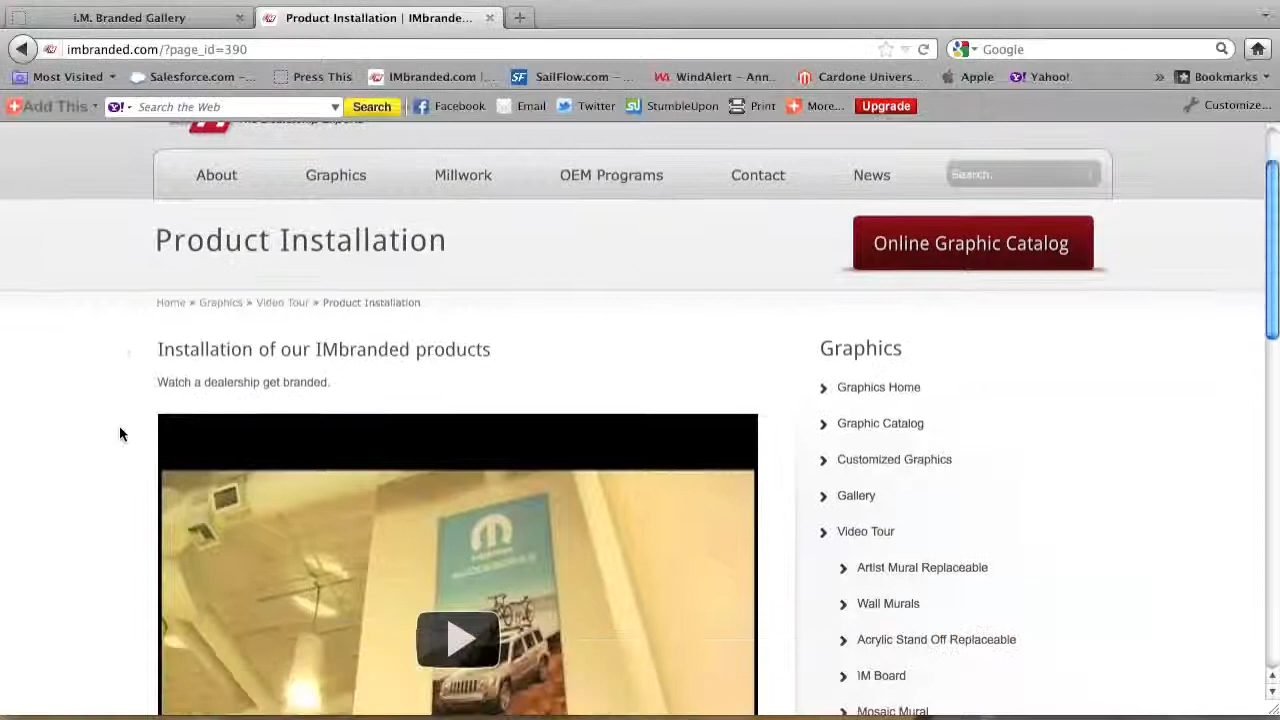 i.M. Branded Gallery
Product Installation | IMbrande...
imbranded.com/?page_id=390
Google
Most Visited
Salesforce.com – ...
Press This
IMbranded.com |...
SailFlow.com – ...
WindAlert – Ann...
Cardone Univers...
Apple
Yahoo!
Bookmarks
Add This
Search the Web
Search
Facebook
Email
Twitter
StumbleUpon
Print
More...
Upgrade
Customize...
About
Graphics
Millwork
OEM Programs
Contact
News
Search.
Product Installation
Online Graphic Catalog
Home » Graphics » Video Tour » Product Installation
Installation of our IMbranded products
Watch a dealership get branded.
Graphics
Graphics Home
Graphic Catalog
Customized Graphics
Gallery
Video Tour
Artist Mural Replaceable
Wall Murals
Acrylic Stand Off Replaceable
IM Board
Mosaic Mural